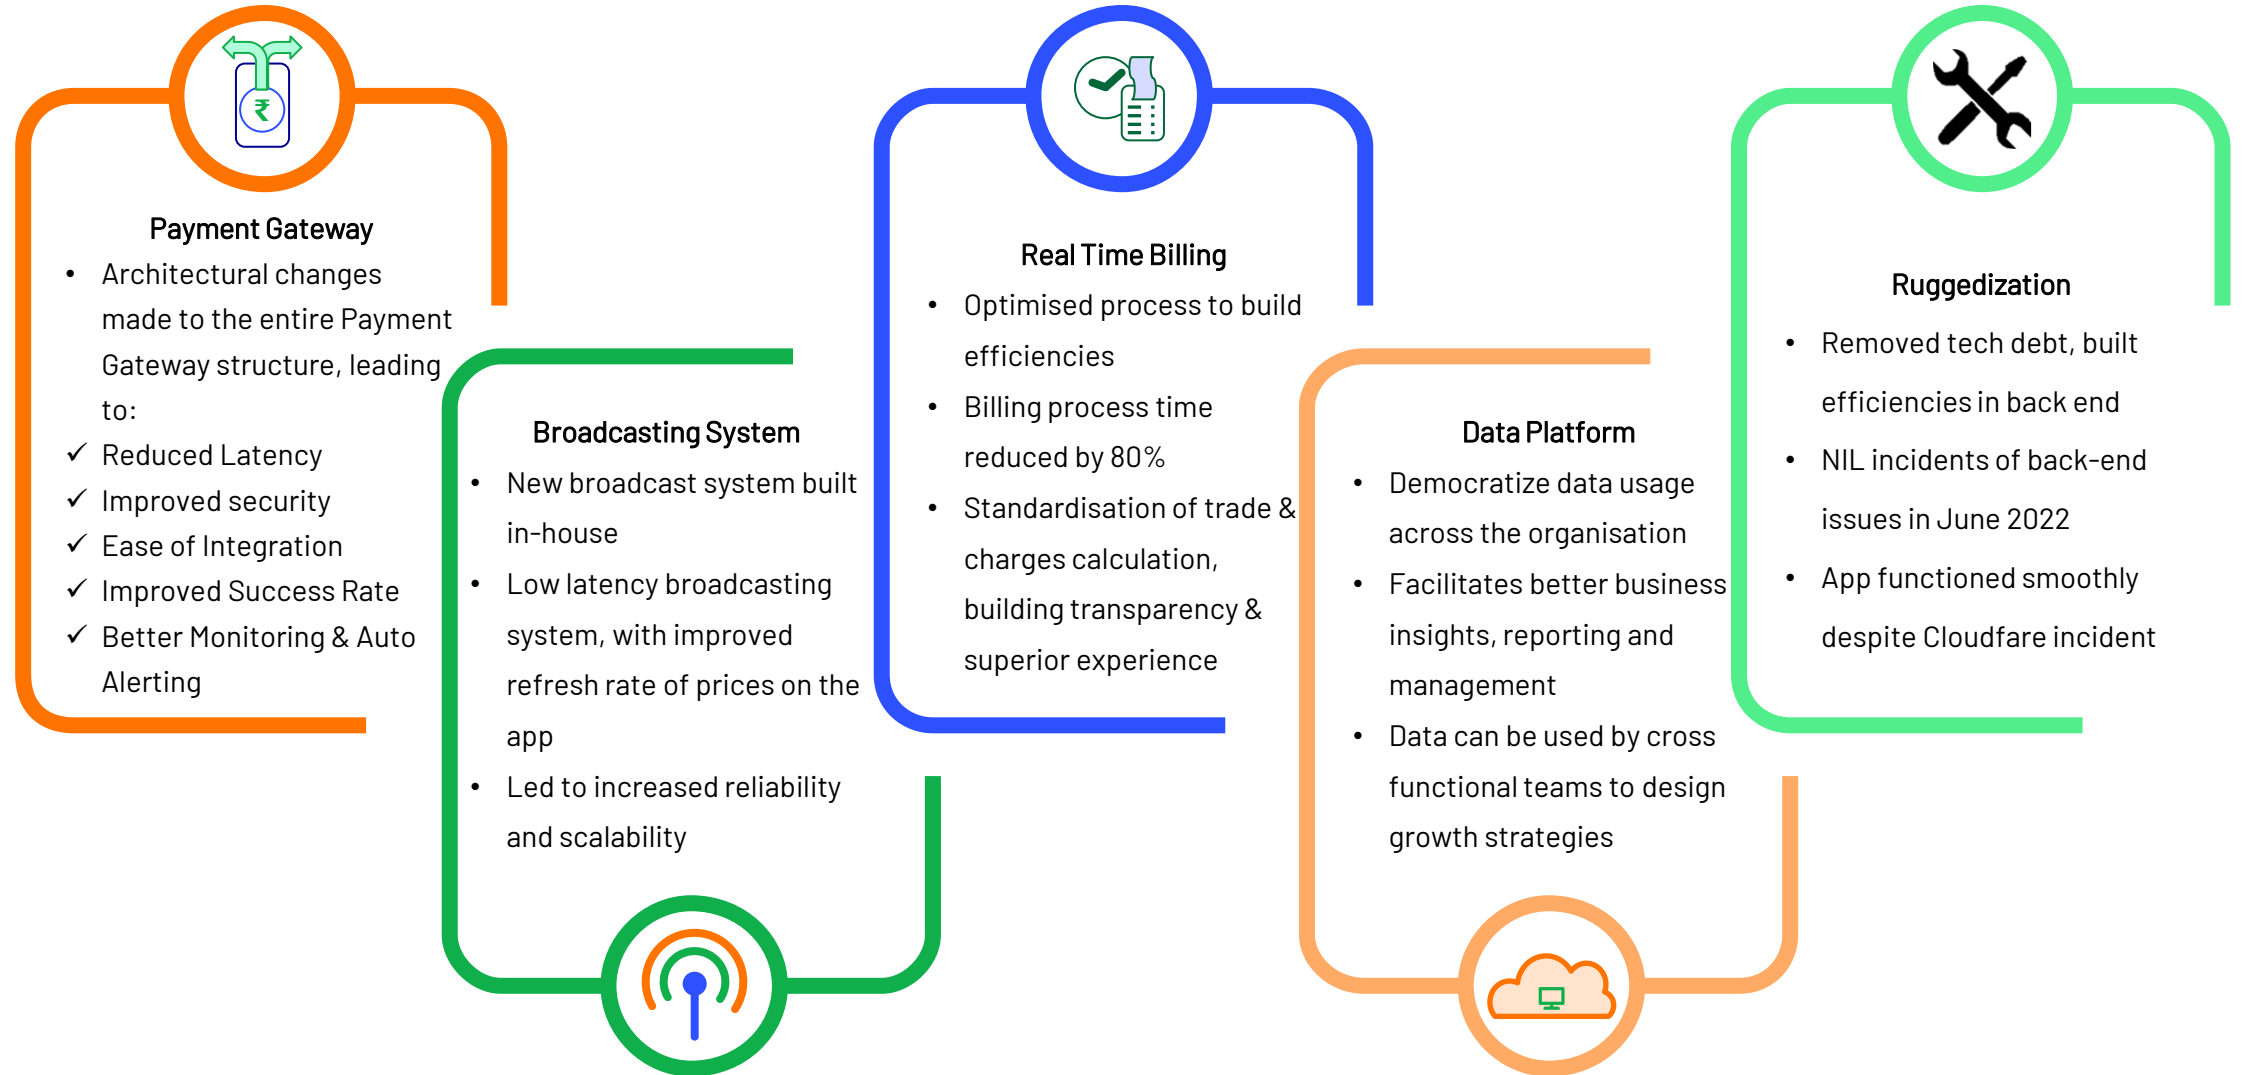 Payment Gateway
• Architectural changes
made to the entire Payment
Gateway structure, leading
to:
✓ Reduced Latency
✓ Improved security
✓ Ease of Integration
✓ Improved Success Rate
✓ Better Monitoring & Auto
Alerting
Broadcasting System
• New broadcast system built
in-house
• Low latency broadcasting
system, with improved
refresh rate of prices on the
app
• Led to increased reliability
and scalability
Real Time Billing
• Optimised process to build
efficiencies
• Billing process time
reduced by 80%
• Standardisation of trade &
charges calculation,
building transparency &
superior experience
Data Platform
• Democratize data usage
across the organisation
• Facilitates better business
insights, reporting and
management
• Data can be used by cross
functional teams to design
growth strategies
Ruggedization
• Removed tech debt, built
efficiencies in back end
• NIL incidents of back-end
issues in June 2022
• App functioned smoothly
despite Cloudfare incident
₹